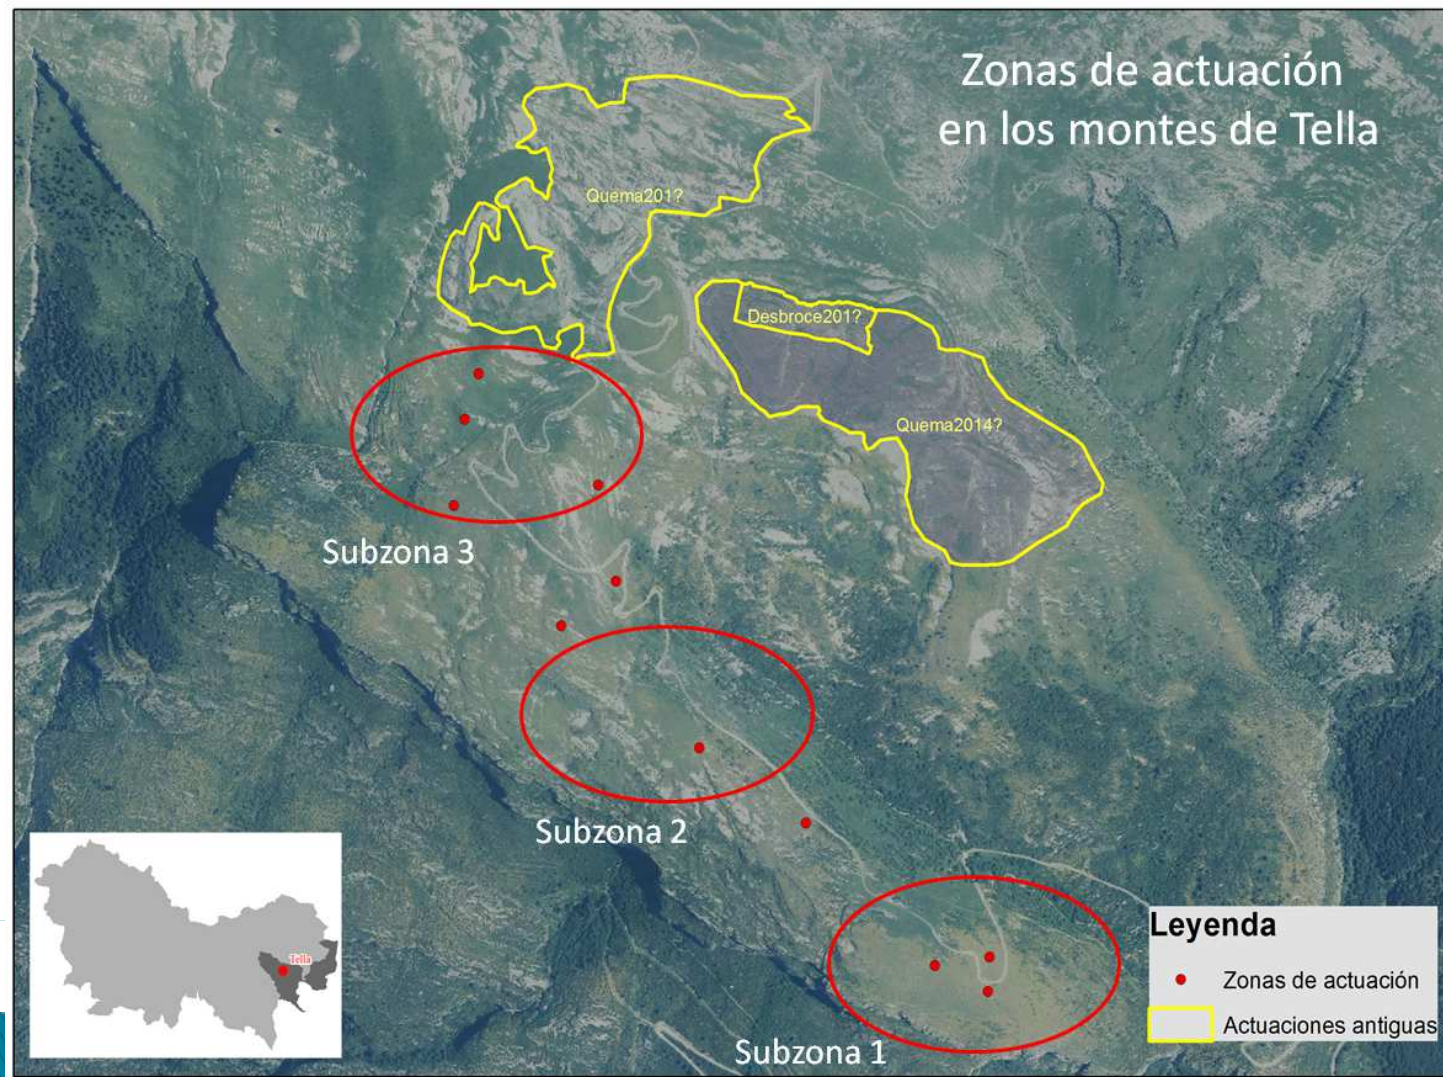 Zonas de actuación
en los montes de Tella
Quema201?
Desbroce201?
Quema2014?
Subzona 3
Subzona 2
Subzona 1
Tella
Leyenda
Zonas de actuación
Actuaciones antiguas